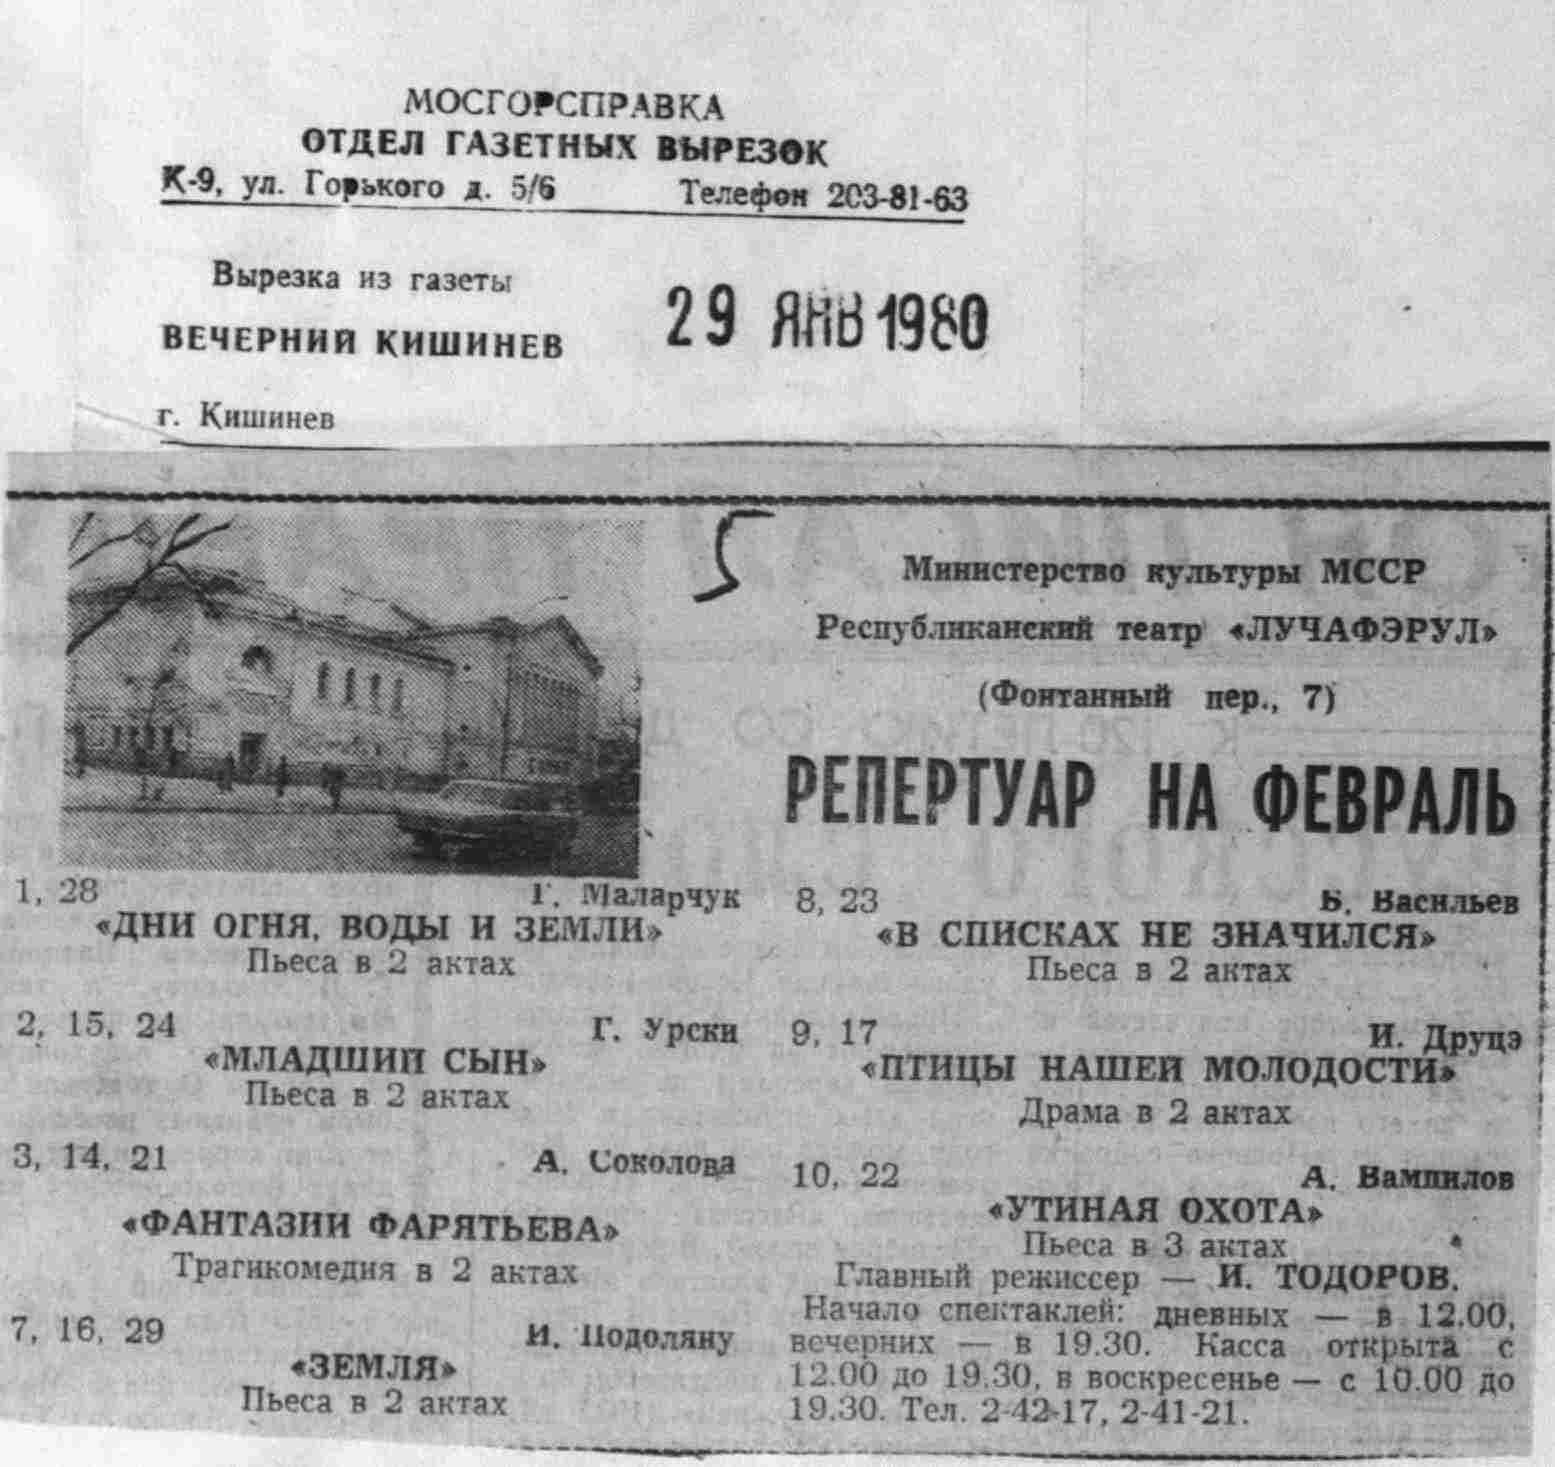 МОСГОРСПРАВКА
ОТДЕЛ ГАЗЕТНЫХ ВЫРЕЗОК
К-9, ул. Горького д. 5/6 Телефон 203-81-63
Вырезка из газеты
ВЕЧЕРНИЙ КИШИНЕВ
29 ЯНВ 1980
г. Кишинев
5
Министерство культуры МССР
Республиканский театр «ЛУЧАФЭРУЛ»
(Фонтанный пер., 7)
РЕПЕРТУАР НА ФЕВРАЛЬ
1, 28 Г. Маларчук
«ДНИ ОГНЯ, ВОДЫ И ЗЕМЛИ»
Пьеса в 2 актах
2, 15, 24 Г. Урски
«МЛАДШИЙ СЫН»
Пьеса в 2 актах
3, 14, 21 А. Соколова
«ФАНТАЗИИ ФАРЯТЬЕВА»
Трагикомедия в 2 актах
7, 16, 29 И. Подоляну
«ЗЕМЛЯ»
Пьеса в 2 актах
8, 23 Б. Васильев
«В СПИСКАХ НЕ ЗНАЧИЛСЯ»
Пьеса в 2 актах
9, 17 И. Друцэ
«ПТИЦЫ НАШЕЙ МОЛОДОСТИ»
Драма в 2 актах
10, 22 А. Вампилов
«УТИНАЯ ОХОТА»
Пьеса в 3 актах
Главный режиссер — И. ТОДОРОВ.
Начало спектаклей: дневных — в 12.00,
вечерних — в 19.30. Касса открыта с
12.00 до 19.30, в воскресенье — с 10.00 до
19.30. Тел. 2-42-17, 2-41-21.